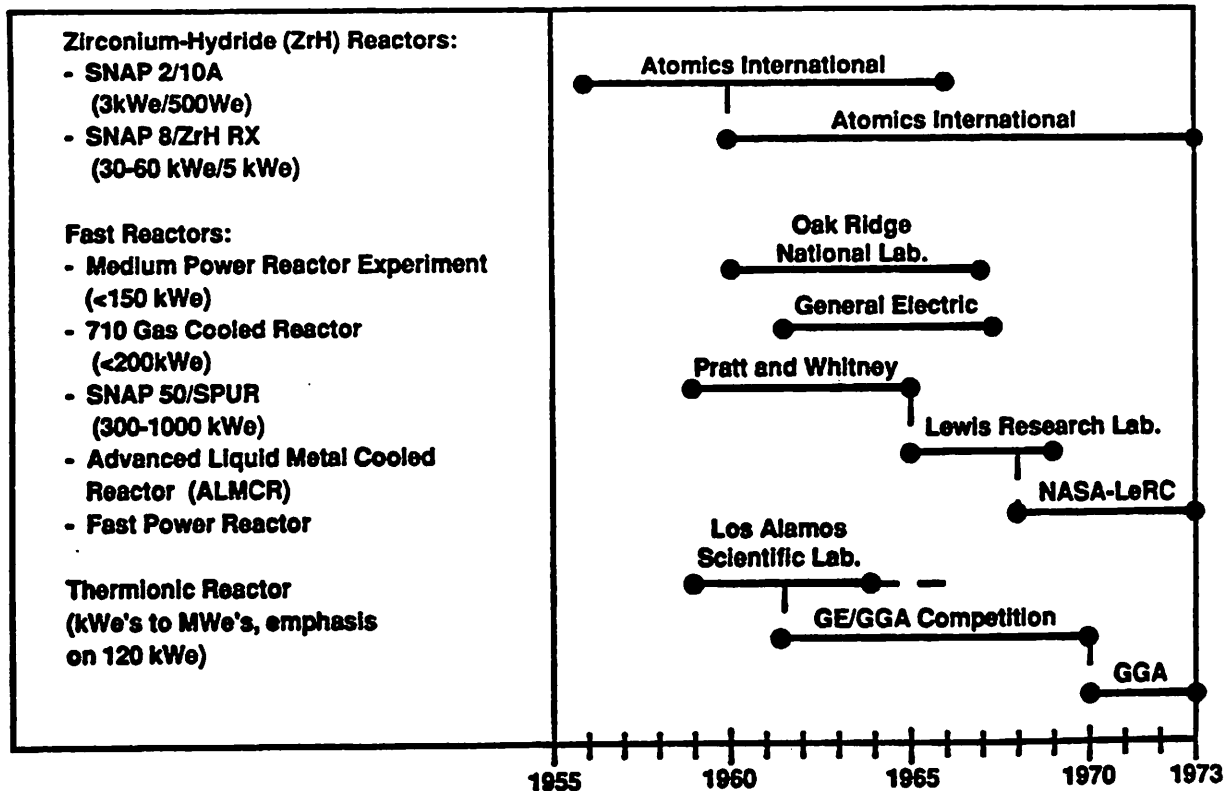 Zirconium-Hydride (ZrH) Reactors:
- SNAP 2/10A
(3kWe/500We)
- SNAP 8/ZrH RX
(30-60 kWe/5 kWe)
Fast Reactors:
- Medium Power Reactor Experiment
(<150 kWe)
- 710 Gas Cooled Reactor
(<200kWe)
- SNAP 50/SPUR
(300-1000 kWe)
- Advanced Liquid Metal Cooled
Reactor (ALMCR)
- Fast Power Reactor
Thermionic Reactor
(kWe's to MWe's, emphasis
on 120 kWe)
Atomics International
Atomics International
Oak Ridge
National Lab.
General Electric
Pratt and Whitney
Lewis Research Lab.
NASA-LeRC
Los Alamos
Scientific Lab.
GE/GGA Competition
GGA
1955 1960 1965 1970 1973